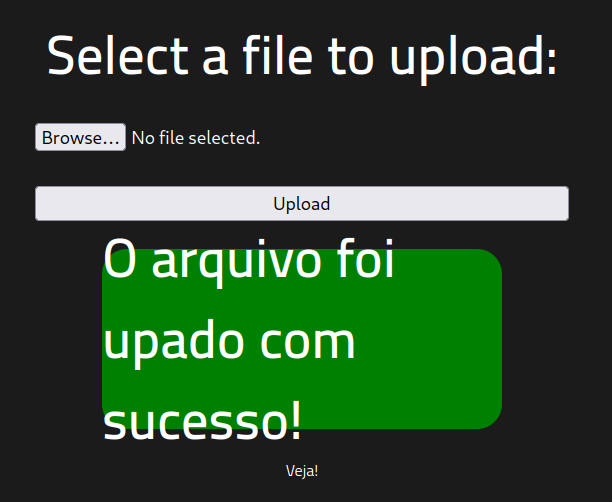 Select a file to upload:
Browse... No file selected.
Upload
O arquivo foi
upado com
sucesso!
Veja!